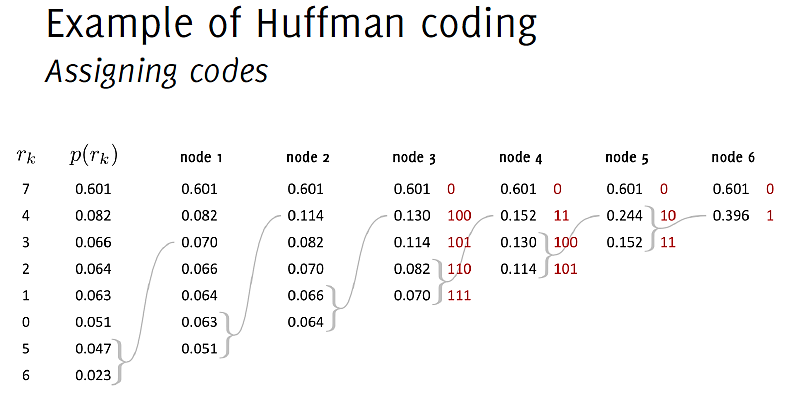 Example of Huffman coding
Assigning codes
r_k p(r_k) node 1 node 2 node 3 node 4 node 5 node 6
7 0.601 0.601 0.601 0.601 0 0.601 0 0.601 0 0.601 0
4 0.082 0.082 0.114 0.130 100 0.152 11 0.244 10 0.396 1
3 0.066 0.070 0.082 0.114 101 0.130 100 0.152 11
2 0.064 0.066 0.070 0.082 110 0.114 101
1 0.063 0.064 0.066 0.070 111
0 0.051 0.063 0.064
5 0.047 0.051
6 0.023